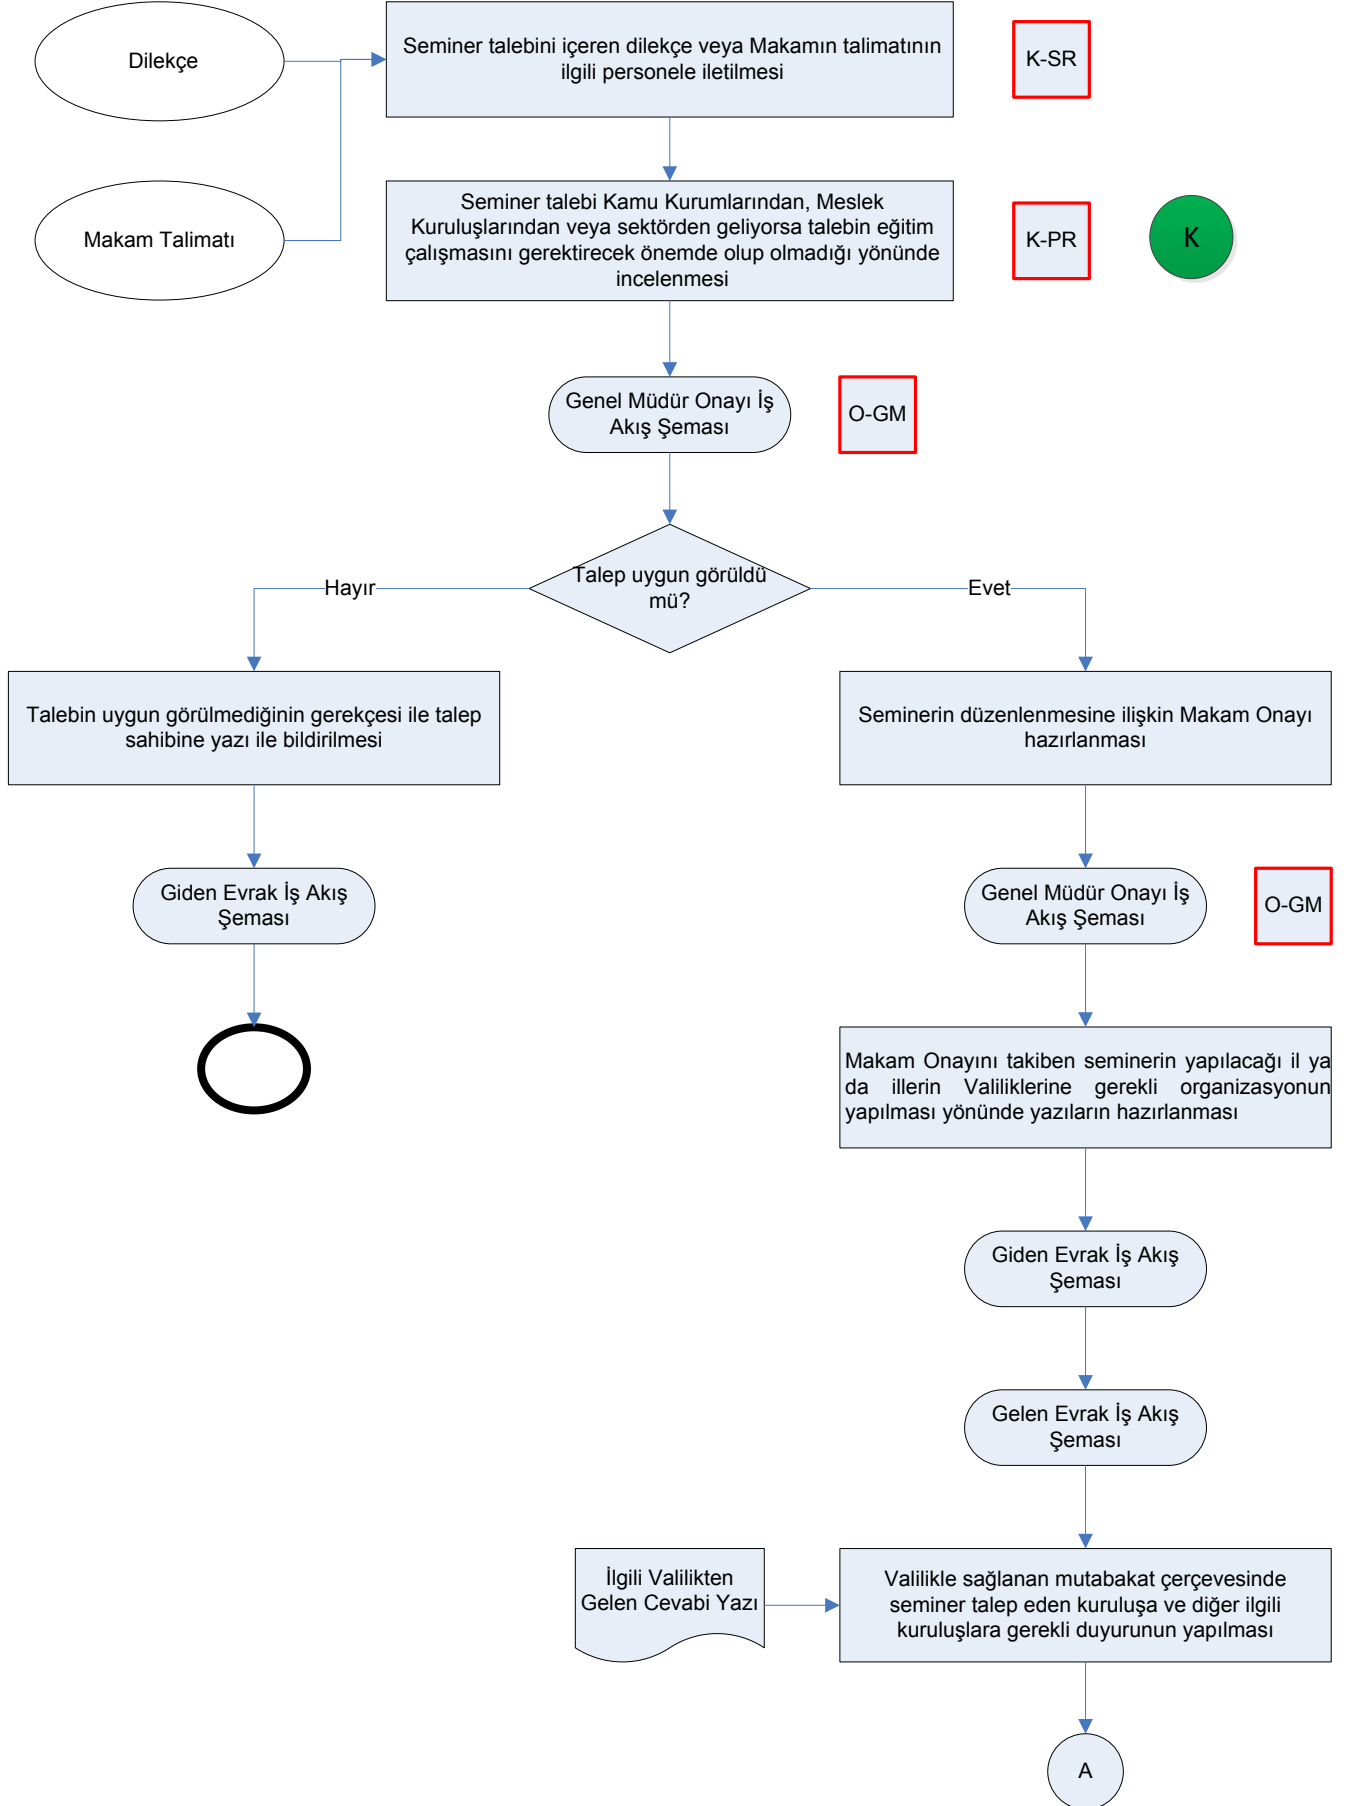 Dilekçe
Seminer talebini içeren dilekçe veya Makamın talimatının
ilgili personele iletilmesi
K-SR
Makam Talimatı
Seminer talebi Kamu Kurumlarından, Meslek
Kuruluşlarından veya sektörden geliyorsa talebin eğitim
çalışmasını gerektirecek önemde olup olmadığı yönünde
incelenmesi
K-PR
K
Genel Müdür Onayı İş
Akış Şeması
O-GM
Talep uygun görüldü
mü?
Hayır
Evet
Talebin uygun görülmediğinin gerekçesi ile talep
sahibine yazı ile bildirilmesi
Seminerin düzenlenmesine ilişkin Makam Onayı
hazırlanması
Giden Evrak İş Akış
Şeması
Genel Müdür Onayı İş
Akış Şeması
O-GM
Makam Onayını takiben seminerin yapılacağı il ya
da illerin Valiliklerine gerekli organizasyonun
yapılması yönünde yazıların hazırlanması
Giden Evrak İş Akış
Şeması
Gelen Evrak İş Akış
Şeması
İlgili Valilikten
Gelen Cevabi Yazı
Valilikle sağlanan mutabakat çerçevesinde
seminer talep eden kuruluşa ve diğer ilgili
kuruluşlara gerekli duyurunun yapılması
A